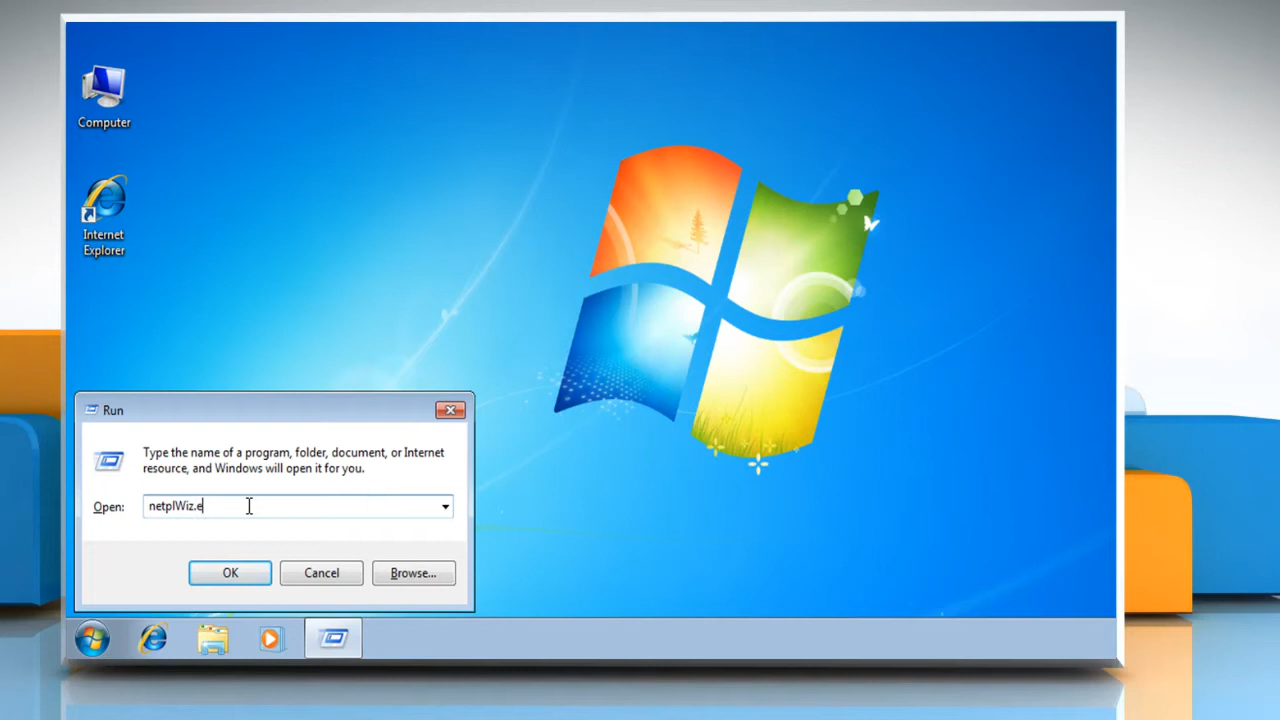 Computer
Internet
Explorer
Run
Type the name of a program, folder, document, or Internet
resource, and Windows will open it for you.
Open: netplWiz.e
OK Cancel Browse...